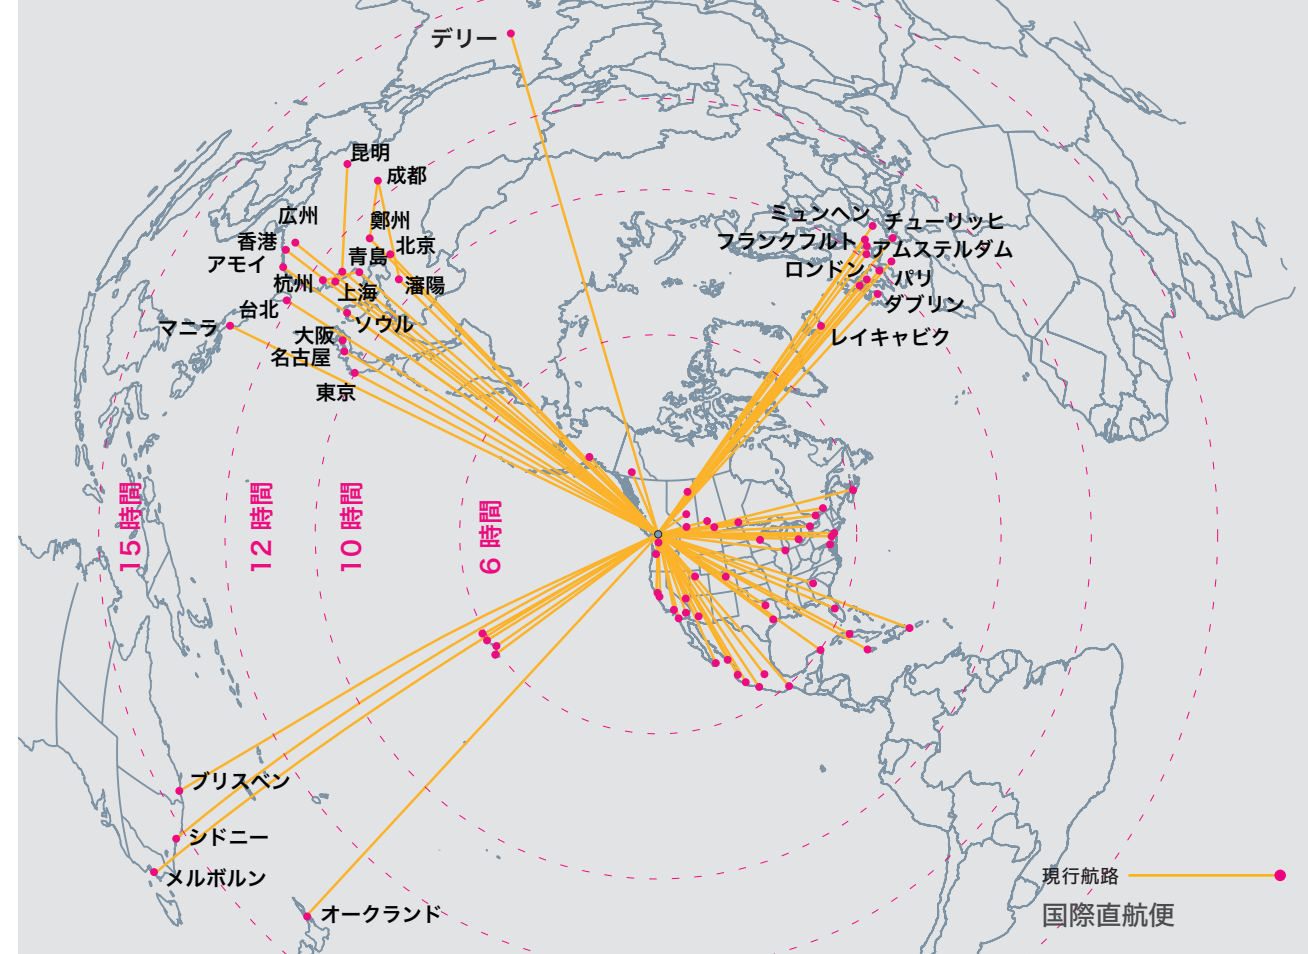 デリー
昆明
成都
広州
鄭州
香港
北京
アモイ
青島
杭州
上海
瀋陽
台北
マニラ
ソウル
大阪
名古屋
東京
ミュンヘン
チューリッヒ
フランクフルト
アムステルダム
ロンドン
パリ
ダブリン
レイキャビク
15 時間
12 時間
10 時間
6 時間
ブリスベン
シドニー
メルボルン
オークランド
現行航路
国際直航便